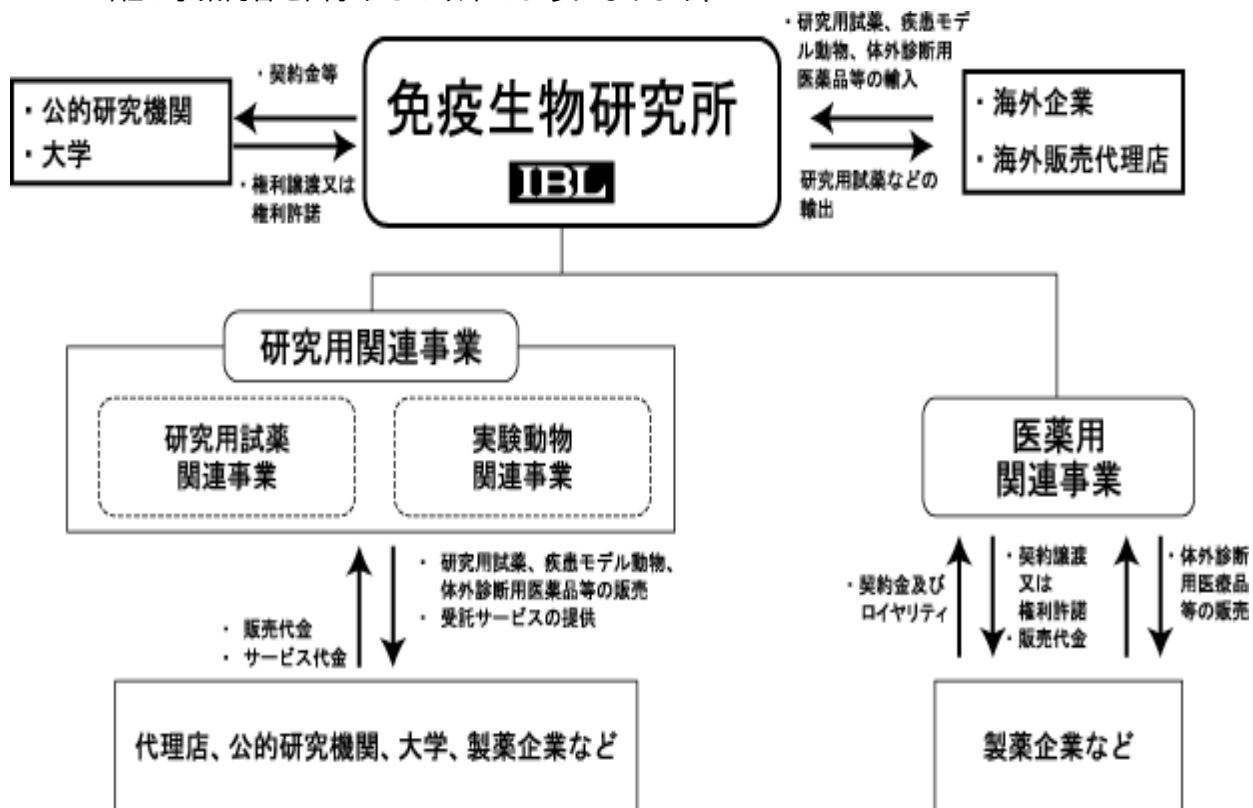 ・研究用試薬、疾患モデ
ル動物、体外診断用
医薬品等の輸入
・契約金等
免疫生物研究所
IBL
・公的研究機関
・大学
・海外企業
・海外販売代理店
・権利譲渡又は
権利許諾
研究用試薬などの
輸出
研究用関連事業
研究用試薬
関連事業
実験動物
関連事業
医薬用
関連事業
・研究用試薬、疾患モデル動物、
体外診断用医薬品等の販売
・受託サービスの提供
・販売代金
・サービス代金
・契約金及び
ロイヤリティ
・契約譲渡
又は
権利許諾
・販売代金
・体外診断
用医療品
等の販売
代理店、公的研究機関、大学、製薬企業など
製薬企業など